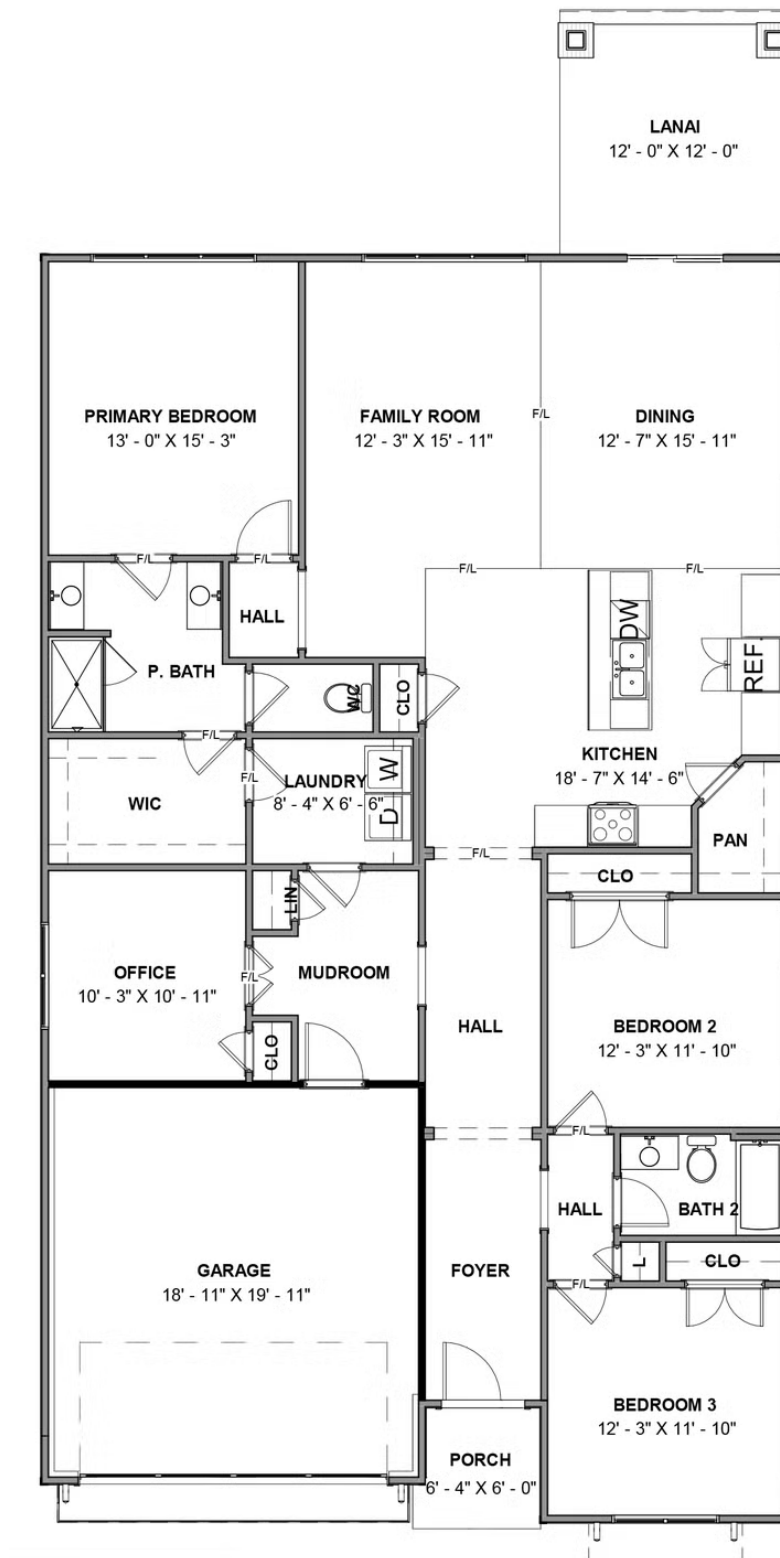 LANAI
12' - 0" X 12' - 0"
PRIMARY BEDROOM
13' - 0" X 15' - 3"
FAMILY ROOM
12' - 3" X 15' - 11"
F/L
DINING
12' - 7" X 15' - 11"
F/L
F/L
F/L
F/L
HALL
DW
REF
P. BATH
WC
CLO
F/L
KITCHEN
18' - 7" X 14' - 6"
WIC
F/L
LAUNDRY
8' - 4" X 6' - 6"
W
D
PAN
F/L
CLO
LIN
OFFICE
10' - 3" X 10' - 11"
F/L
MUDROOM
CLO
HALL
BEDROOM 2
12' - 3" X 11' - 10"
F/L
HALL
BATH 2
L
CLO
F/L
GARAGE
18' - 11" X 19' - 11"
FOYER
BEDROOM 3
12' - 3" X 11' - 10"
PORCH
6' - 4" X 6' - 0"